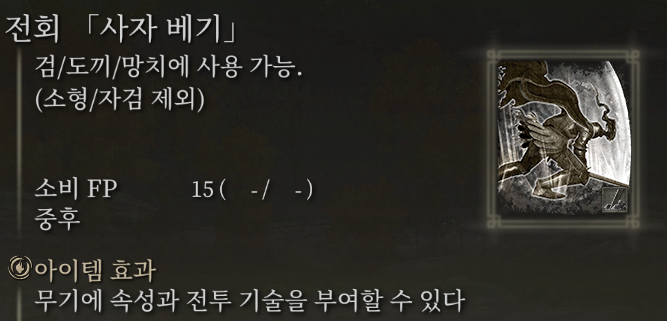 전회 「사자 베기」
검/도끼/망치에 사용 가능.
(소형/자검 제외)
소비 FP 15 ( - / - )
중후
아이템 효과
무기에 속성과 전투 기술을 부여할 수 있다